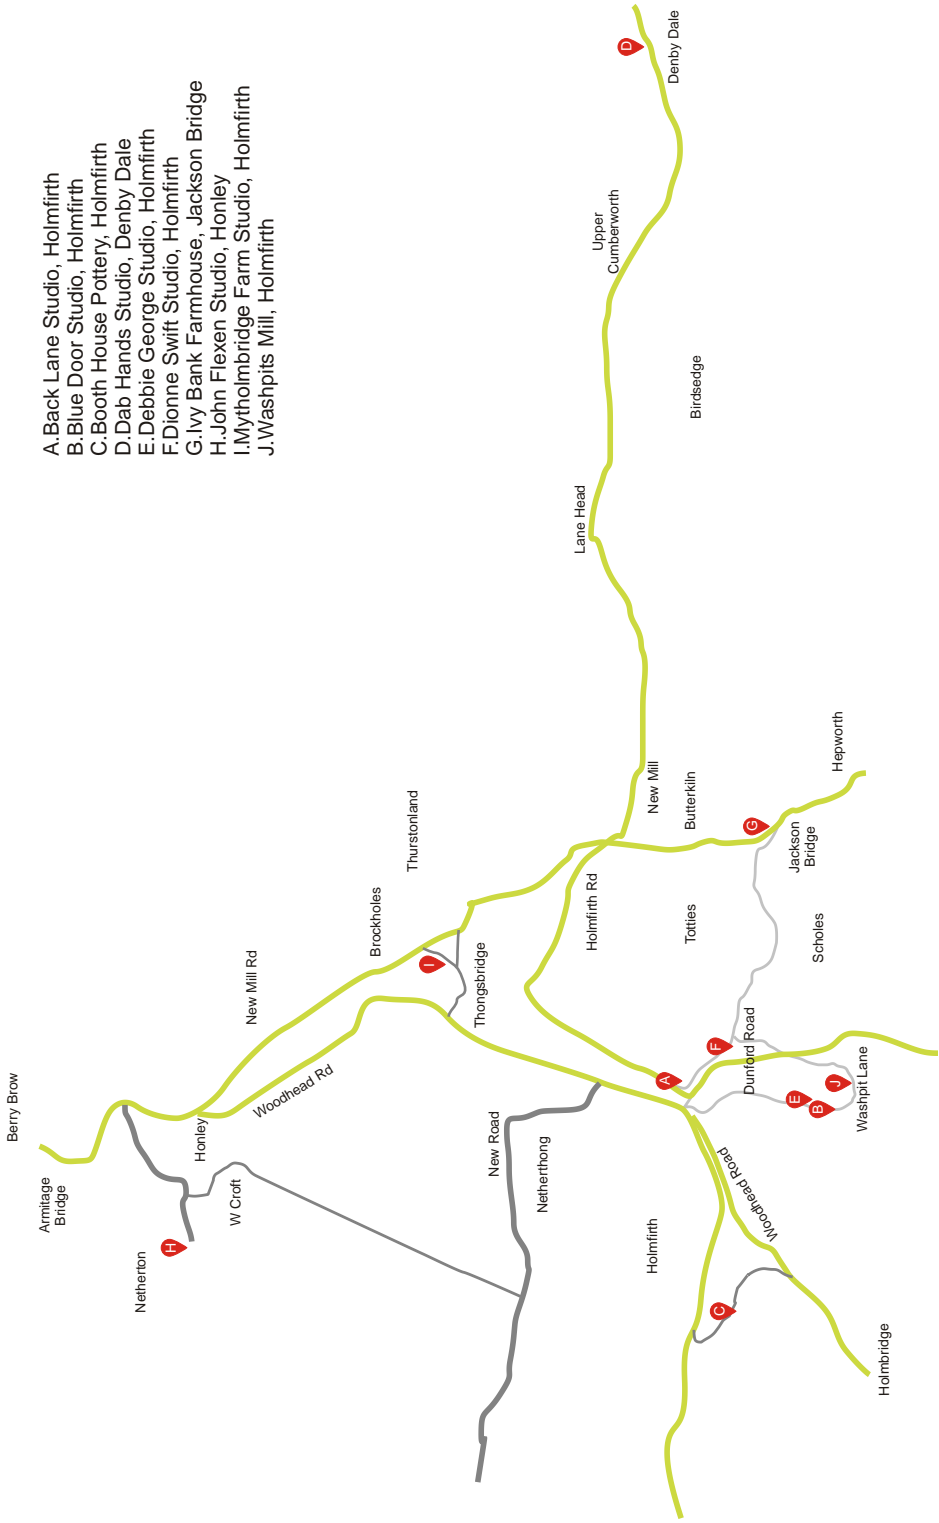 A.Back Lane Studio, Holmfirth
B.Blue Door Studio, Holmfirth
C.Booth House Pottery, Holmfirth
D.Dab Hands Studio, Denby Dale
E.Debbie George Studio, Holmfirth
F.Dionne Swift Studio, Holmfirth
G.Ivy Bank Farmhouse, Jackson Bridge
H.John Flexen Studio, Honley
I.Mytholmbridge Farm Studio, Holmfirth
J.Washpits Mill, Holmfirth
Berry Brow
Armitage
Bridge
Netherton
H
Honley
W Croft
New Mill Rd
Woodhead Rd
Brockholes
Thurstonland
I
Thongsbridge
New Road
Netherthong
Holmfirth Rd
Lane Head
Upper
Cumberworth
D
Denby Dale
Birdsedge
New Mill
Butterkiln
Totties
Holmfirth
A
F
G
C
Woodhead Road
Dunford Road
Jackson
Bridge
Scholes
Hepworth
E
B
J
Washpit Lane
Holmbridge